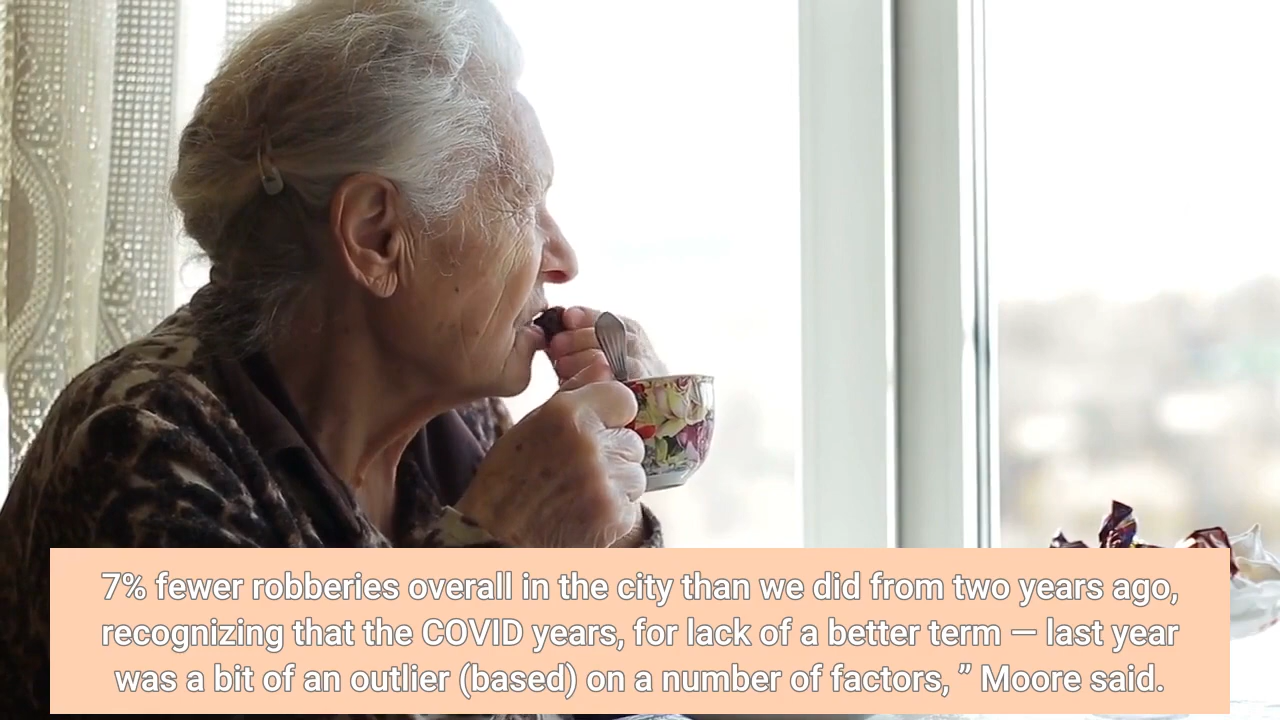 7% fewer robberies overall in the city than we did from two years ago,
recognizing that the COVID years, for lack of a better term — last year
was a bit of an outlier (based) on a number of factors, ” Moore said.